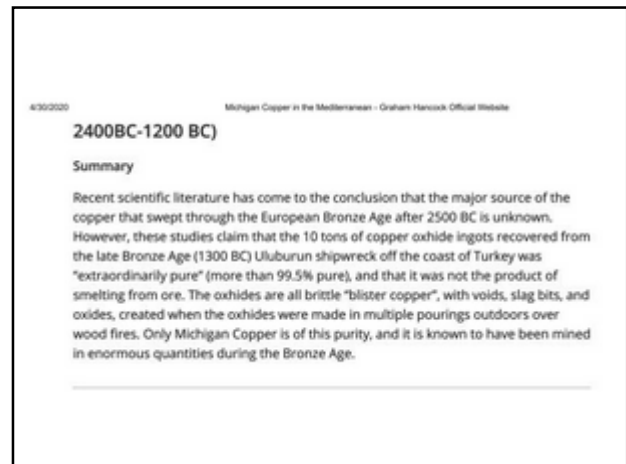 4/30/2020 Michigan Copper in the Mediterranean - Graham Hancock Official Website
2400BC-1200 BC)
Summary
Recent scientific literature has come to the conclusion that the major source of the
copper that swept through the European Bronze Age after 2500 BC is unknown.
However, these studies claim that the 10 tons of copper oxhide ingots recovered from
the late Bronze Age (1300 BC) Uluburun shipwreck off the coast of Turkey was
"extraordinarily pure" (more than 99.5% pure), and that it was not the product of
smelting from ore. The oxhides are all brittle "blister copper", with voids, slag bits, and
oxides, created when the oxhides were made in multiple pourings outdoors over
wood fires. Only Michigan Copper is of this purity, and it is known to have been mined
in enormous quantities during the Bronze Age.